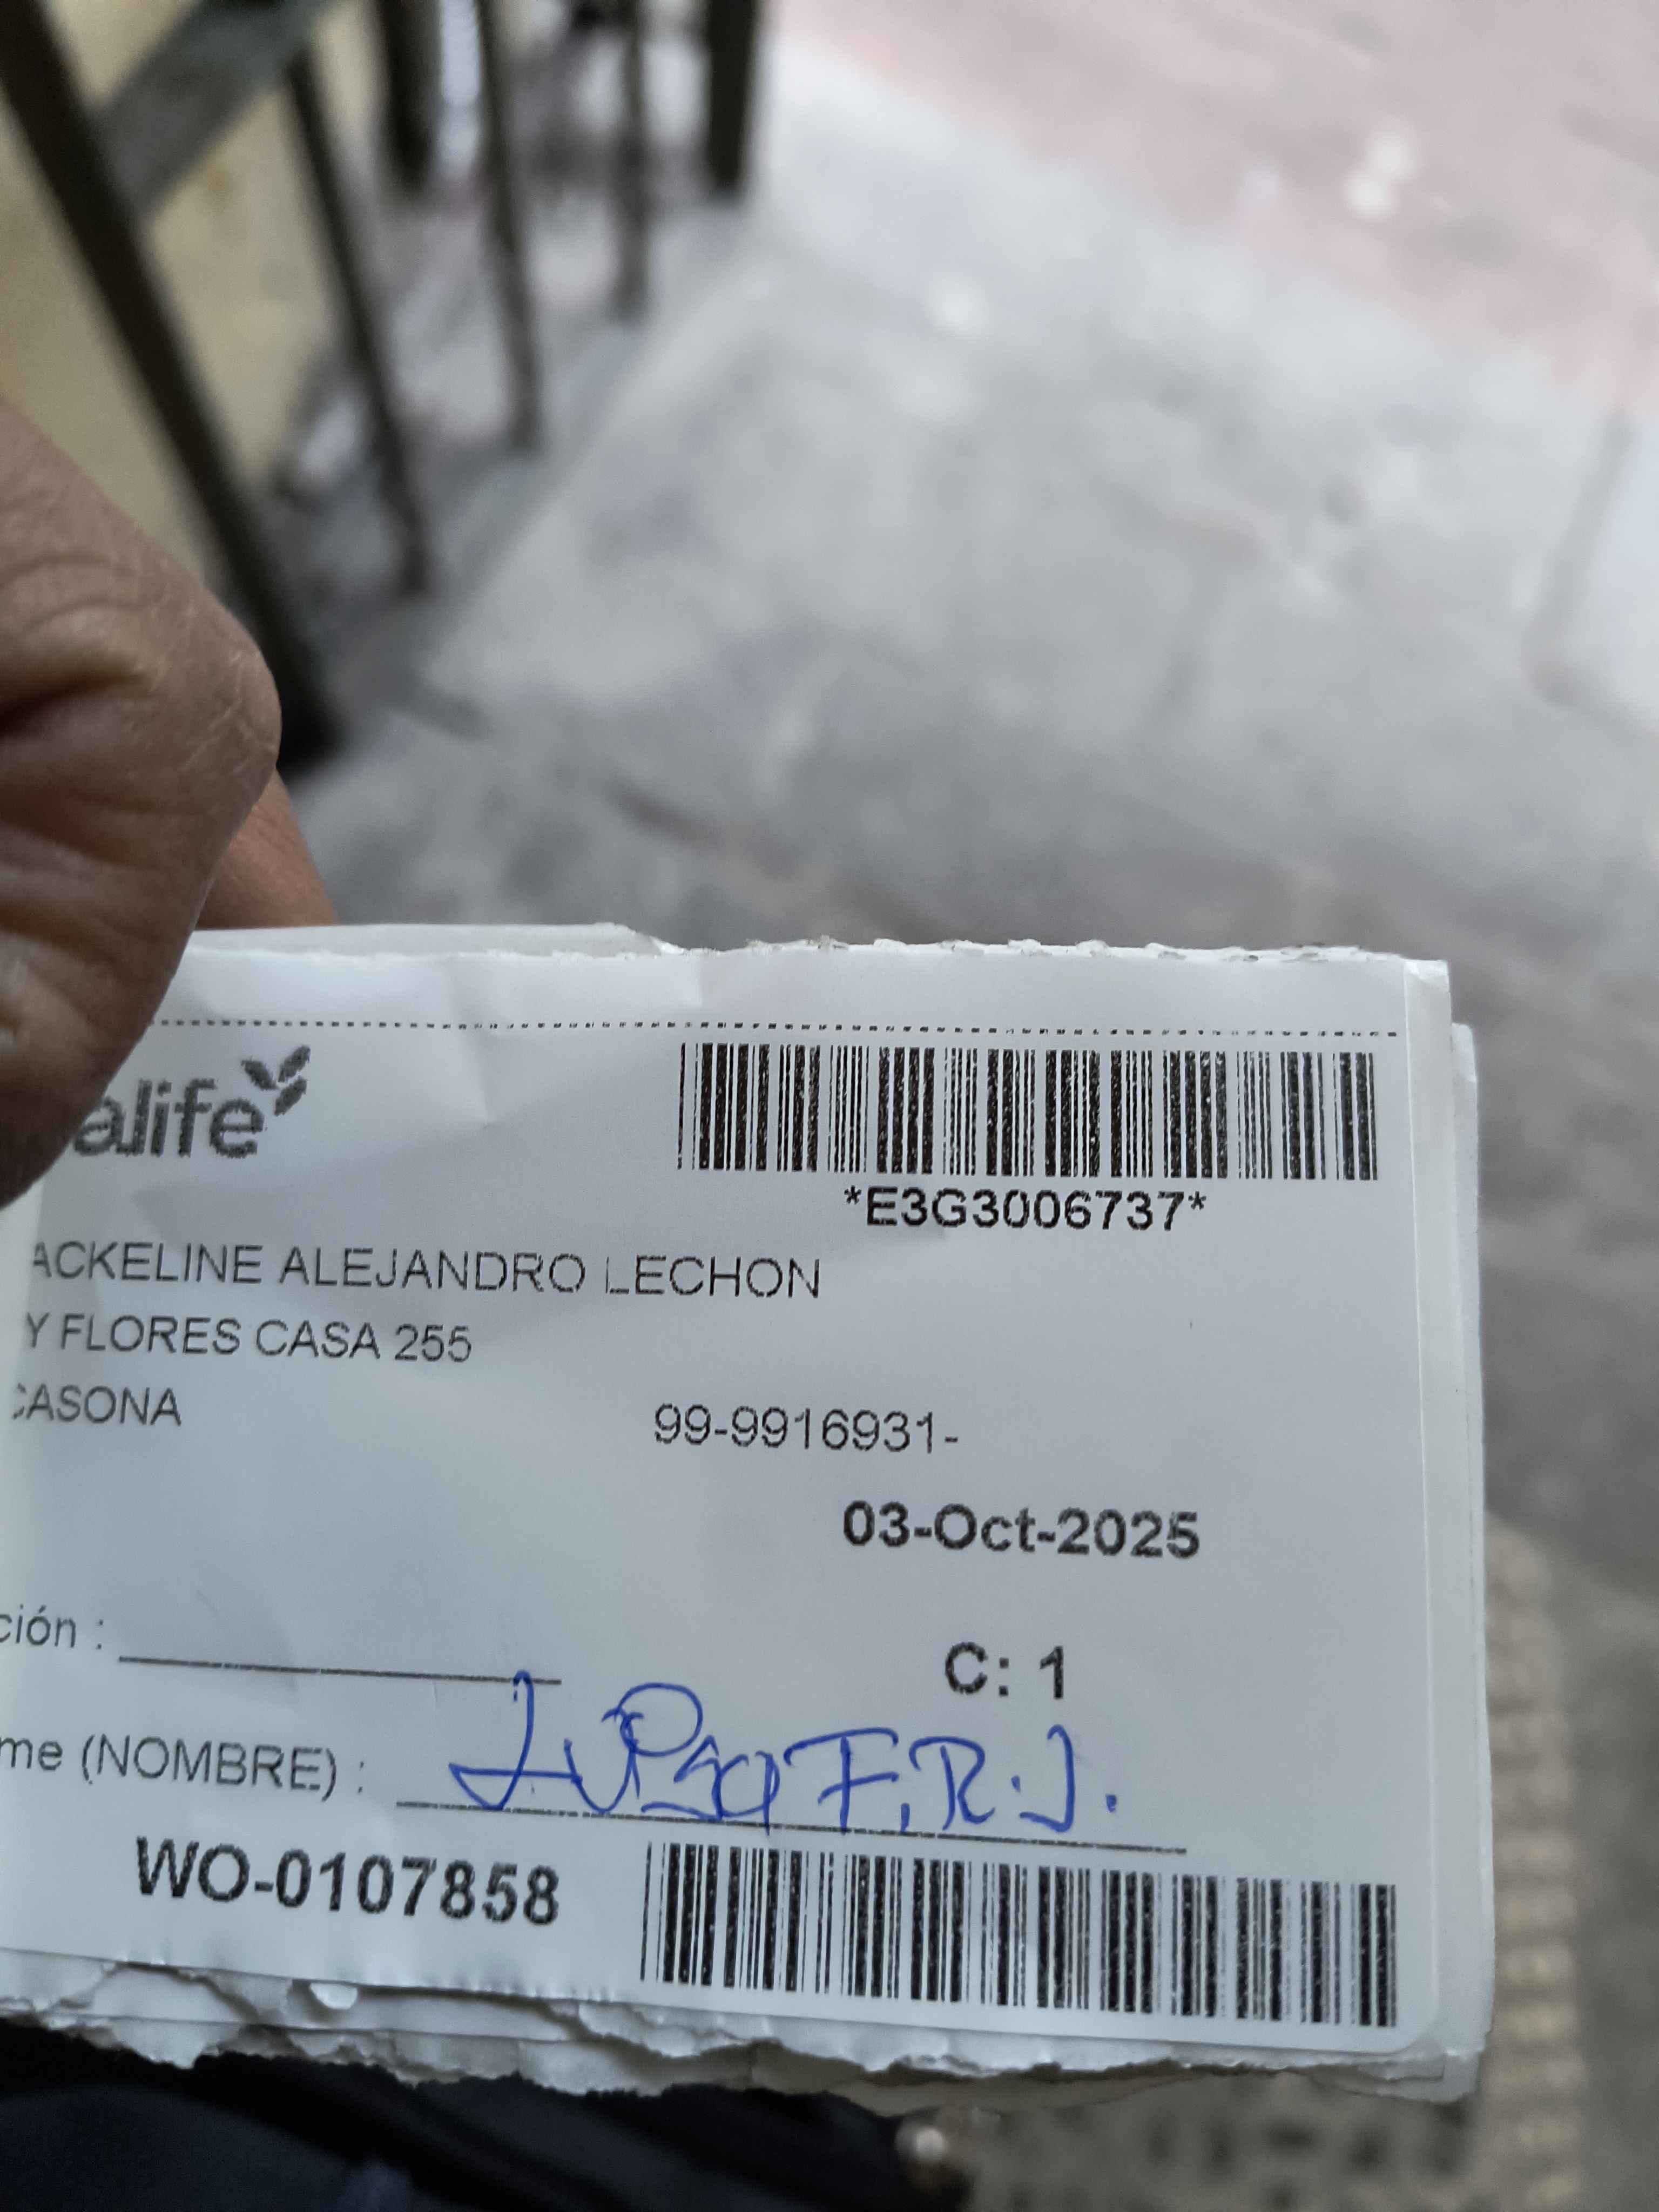 alife
*E3G3006737*
ACKELINE ALEJANDRO LECHON
Y FLORES CASA 255
CASONA
99-9916931-
03-Oct-2025
ción :
C: 1
me (NOMBRE) :
F.R.J.
WO-0107858